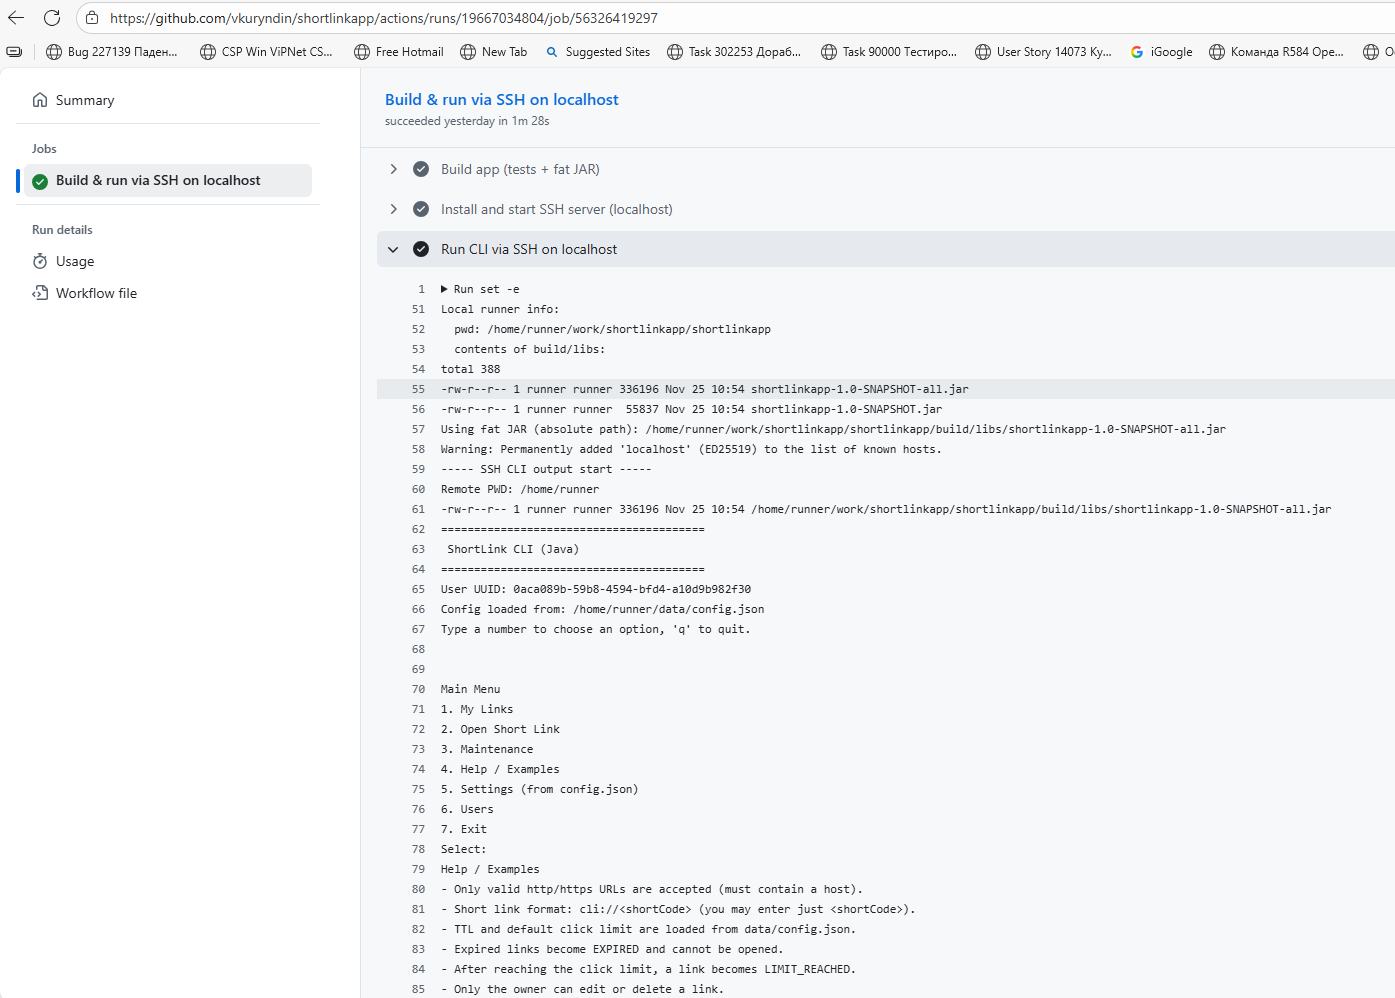 https://github.com/vkuryndin/shortlinkapp/actions/runs/19667034804/job/56326419297
Bug 227139 Паден... CSP Win ViPNet CS... Free Hotmail New Tab Suggested Sites Task 302253 Дораб... Task 90000 Тестиро... User Story 14073 Ку... iGoogle Команда R584 Оре...
Summary
Jobs
Build & run via SSH on localhost
Run details
Usage
Workflow file
Build & run via SSH on localhost
succeeded yesterday in 1m 28s
Build app (tests + fat JAR)
Install and start SSH server (localhost)
Run CLI via SSH on localhost
1 Run set -e
51 Local runner info:
52 pwd: /home/runner/work/shortlinkapp/shortlinkapp
53 contents of build/libs:
54 total 388
55 -rw-r--r-- 1 runner runner 336196 Nov 25 10:54 shortlinkapp-1.0-SNAPSHOT-all.jar
56 -rw-r--r-- 1 runner runner  55837 Nov 25 10:54 shortlinkapp-1.0-SNAPSHOT.jar
57 Using fat JAR (absolute path): /home/runner/work/shortlinkapp/shortlinkapp/build/libs/shortlinkapp-1.0-SNAPSHOT-all.jar
58 Warning: Permanently added 'localhost' (ED25519) to the list of known hosts.
59 ----- SSH CLI output start -----
60 Remote PWD: /home/runner
61 -rw-r--r-- 1 runner runner 336196 Nov 25 10:54 /home/runner/work/shortlinkapp/shortlinkapp/build/libs/shortlinkapp-1.0-SNAPSHOT-all.jar
62 ========================================
63 ShortLink CLI (Java)
64 ========================================
65 User UUID: 0aca089b-59b8-4594-bfd4-a10d9b982f30
66 Config loaded from: /home/runner/data/config.json
67 Type a number to choose an option, 'q' to quit.
68
69
70 Main Menu
71 1. My Links
72 2. Open Short Link
73 3. Maintenance
74 4. Help / Examples
75 5. Settings (from config.json)
76 6. Users
77 7. Exit
78 Select:
79 Help / Examples
80 - Only valid http/https URLs are accepted (must contain a host).
81 - Short link format: cli://<shortCode> (you may enter just <shortCode>).
82 - TTL and default click limit are loaded from data/config.json.
83 - Expired links become EXPIRED and cannot be opened.
84 - After reaching the click limit, a link becomes LIMIT_REACHED.
85 - Only the owner can edit or delete a link.